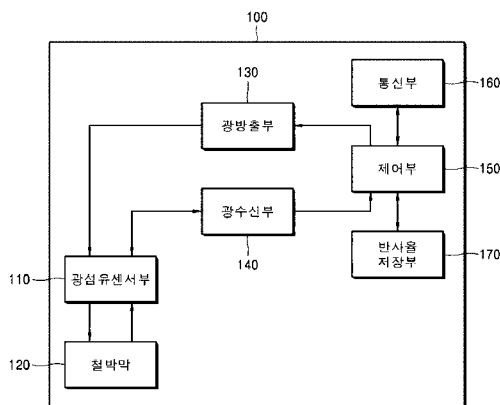 100
130
통신부
160
광방출부
제어부
150
광수신부
140
반사율
저장부
170
110
광섬유센서부
120
철박막